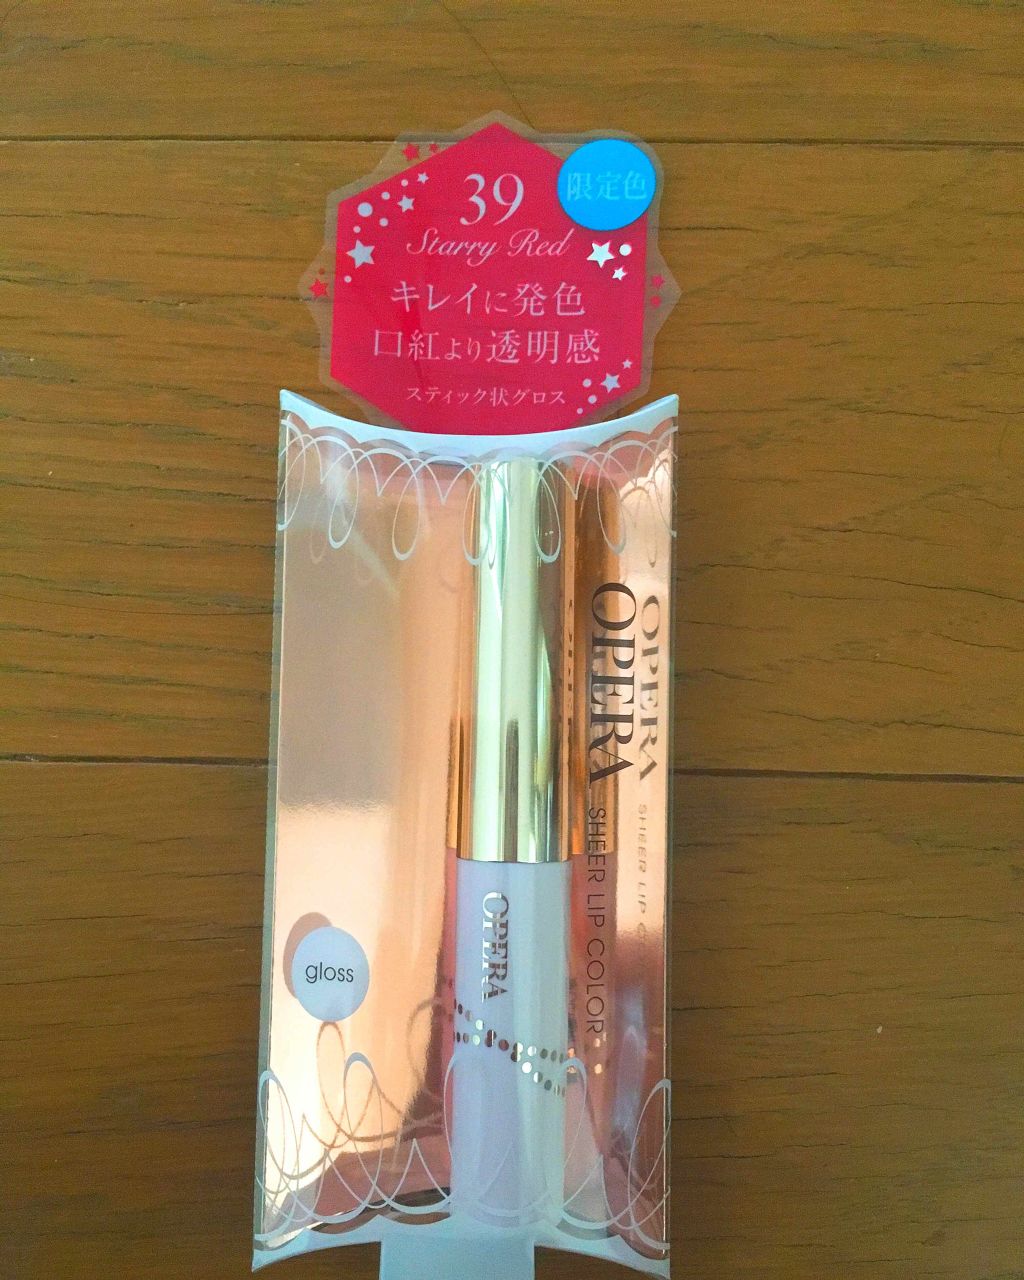 39
限定色
Starry Red
キレイに発色
口紅より透明感
スティック状グロス
OPERA SHEER LIP COLOR
OPERA
gloss